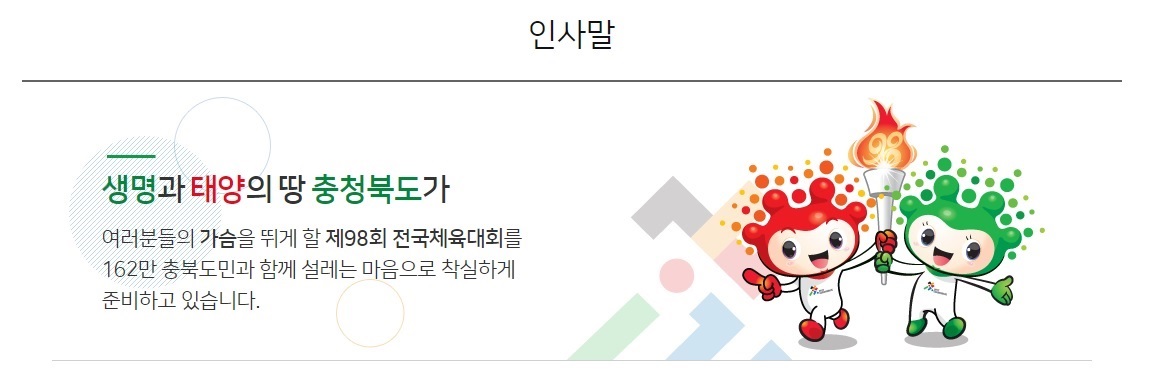 인사말
생명과 태양의 땅 충청북도가
여러분들의 가슴을 뛰게 할 제98회 전국체육대회를
162만 충북도민과 함께 설레는 마음으로 착실하게
준비하고 있습니다.
98